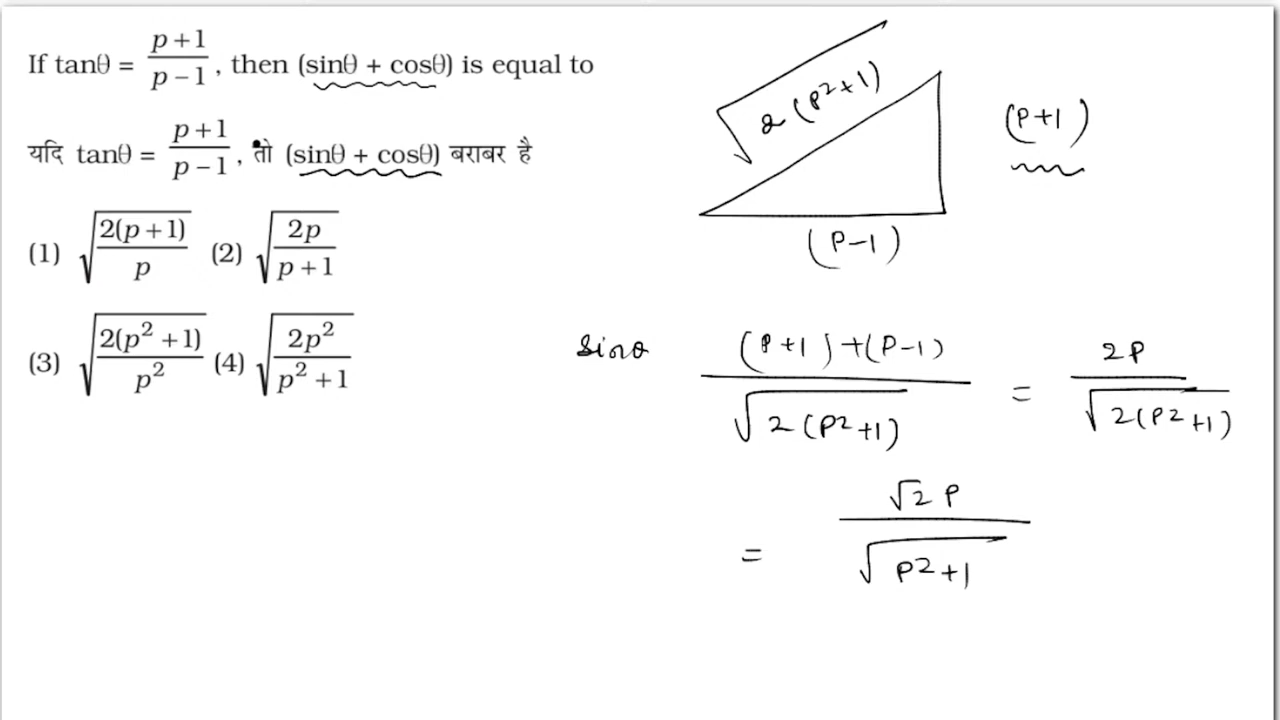 If tanθ = (p+1)/(p−1), then (sinθ + cosθ) is equal to
यदि tanθ = (p+1)/(p−1), तो (sinθ + cosθ) बराबर है
(1) √(2(p+1)/p) (2) √(2p/(p+1))
(3) √(2(p²+1)/p²) (4) √(2p²/(p²+1))
√2(P²+1)
(P+1)
(P−1)
sinθ ((P+1)+(P−1))/√(2(P²+1)) = 2P/√(2(P²+1))
= √2 P/√(P²+1)